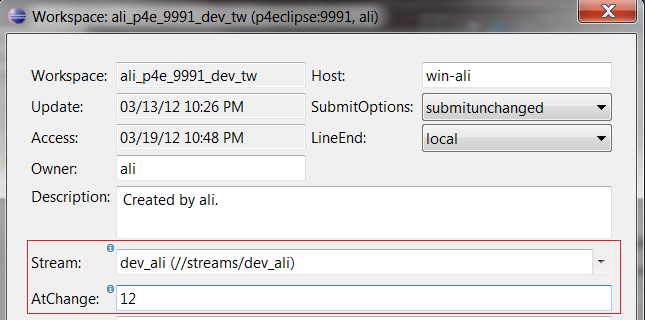 Workspace: ali_p4e_9991_dev_tw (p4eclipse:9991, ali)
Workspace: ali_p4e_9991_dev_tw Host: win-ali
Update: 03/13/12 10:26 PM SubmitOptions: submitunchanged
Access: 03/19/12 10:48 PM LineEnd: local
Owner: ali
Description: Created by ali.
Stream: dev_ali (//streams/dev_ali)
AtChange: 12